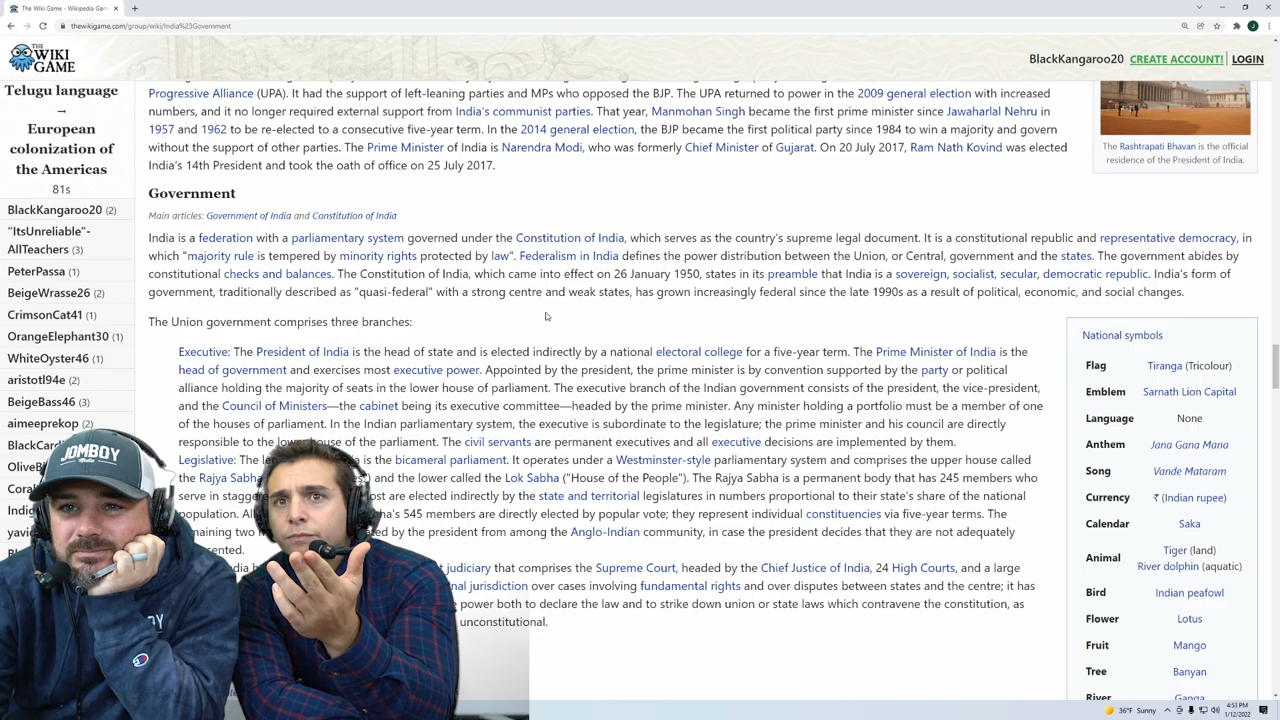 The Wiki Game - Wikipedia Gam
thewikigame.com/group/wiki/India%23Government
THE WIKI GAME
BlackKangaroo20 CREATE ACCOUNT! LOGIN
Telugu language
→
European
colonization of
the Americas
81s
BlackKangaroo20 (2)
"ItsUnreliable"-
AllTeachers (3)
PeterPassa (1)
BeigeWrasse26 (2)
CrimsonCat41 (1)
OrangeElephant30 (1)
WhiteOyster46 (1)
aristotl94e (2)
BeigeBass46 (3)
aimeeprekop (2)
BlackCard
OliveB
Cora
Indig
yavic
Progressive Alliance (UPA). It had the support of left-leaning parties and MPs who opposed the BJP. The UPA returned to power in the 2009 general election with increased
numbers, and it no longer required external support from India's communist parties. That year, Manmohan Singh became the first prime minister since Jawaharlal Nehru in
1957 and 1962 to be re-elected to a consecutive five-year term. In the 2014 general election, the BJP became the first political party since 1984 to win a majority and govern
without the support of other parties. The Prime Minister of India is Narendra Modi, who was formerly Chief Minister of Gujarat. On 20 July 2017, Ram Nath Kovind was elected
India's 14th President and took the oath of office on 25 July 2017.
The Rashtrapati Bhavan is the official
residence of the President of India.
Government
Main articles: Government of India and Constitution of India
India is a federation with a parliamentary system governed under the Constitution of India, which serves as the country's supreme legal document. It is a constitutional republic and representative democracy, in
which "majority rule is tempered by minority rights protected by law". Federalism in India defines the power distribution between the Union, or Central, government and the states. The government abides by
constitutional checks and balances. The Constitution of India, which came into effect on 26 January 1950, states in its preamble that India is a sovereign, socialist, secular, democratic republic. India's form of
government, traditionally described as "quasi-federal" with a strong centre and weak states, has grown increasingly federal since the late 1990s as a result of political, economic, and social changes.
The Union government comprises three branches:
Executive: The President of India is the head of state and is elected indirectly by a national electoral college for a five-year term. The Prime Minister of India is the
head of government and exercises most executive power. Appointed by the president, the prime minister is by convention supported by the party or political
alliance holding the majority of seats in the lower house of parliament. The executive branch of the Indian government consists of the president, the vice-president,
and the Council of Ministers—the cabinet being its executive committee—headed by the prime minister. Any minister holding a portfolio must be a member of one
of the houses of parliament. In the Indian parliamentary system, the executive is subordinate to the legislature; the prime minister and his council are directly
responsible to the lower house of the parliament. The civil servants are permanent executives and all executive decisions are implemented by them.
Legislative: The le is the bicameral parliament. It operates under a Westminster-style parliamentary system and comprises the upper house called
the Rajya Sabha and the lower called the Lok Sabha ("House of the People"). The Rajya Sabha is a permanent body that has 245 members who
serve in stagger ost are elected indirectly by the state and territorial legislatures in numbers proportional to their state's share of the national
population. Al ha's 545 members are directly elected by popular vote; they represent individual constituencies via five-year terms. The
maining two ted by the president from among the Anglo-Indian community, in case the president decides that they are not adequately
sented.
dia h t judiciary that comprises the Supreme Court, headed by the Chief Justice of India, 24 High Courts, and a large
nal jurisdiction over cases involving fundamental rights and over disputes between states and the centre; it has
power both to declare the law and to strike down union or state laws which contravene the constitution, as
unconstitutional.
National symbols
Flag Tiranga (Tricolour)
Emblem Sarnath Lion Capital
Language None
Anthem Jana Gana Mana
Song Vande Mataram
Currency ₹ (Indian rupee)
Calendar Saka
Animal Tiger (land)
River dolphin (aquatic)
Bird Indian peafowl
Flower Lotus
Fruit Mango
Tree Banyan
River Ganga
JOMBOY
36°F Sunny
4:53 PM
1/12/2022